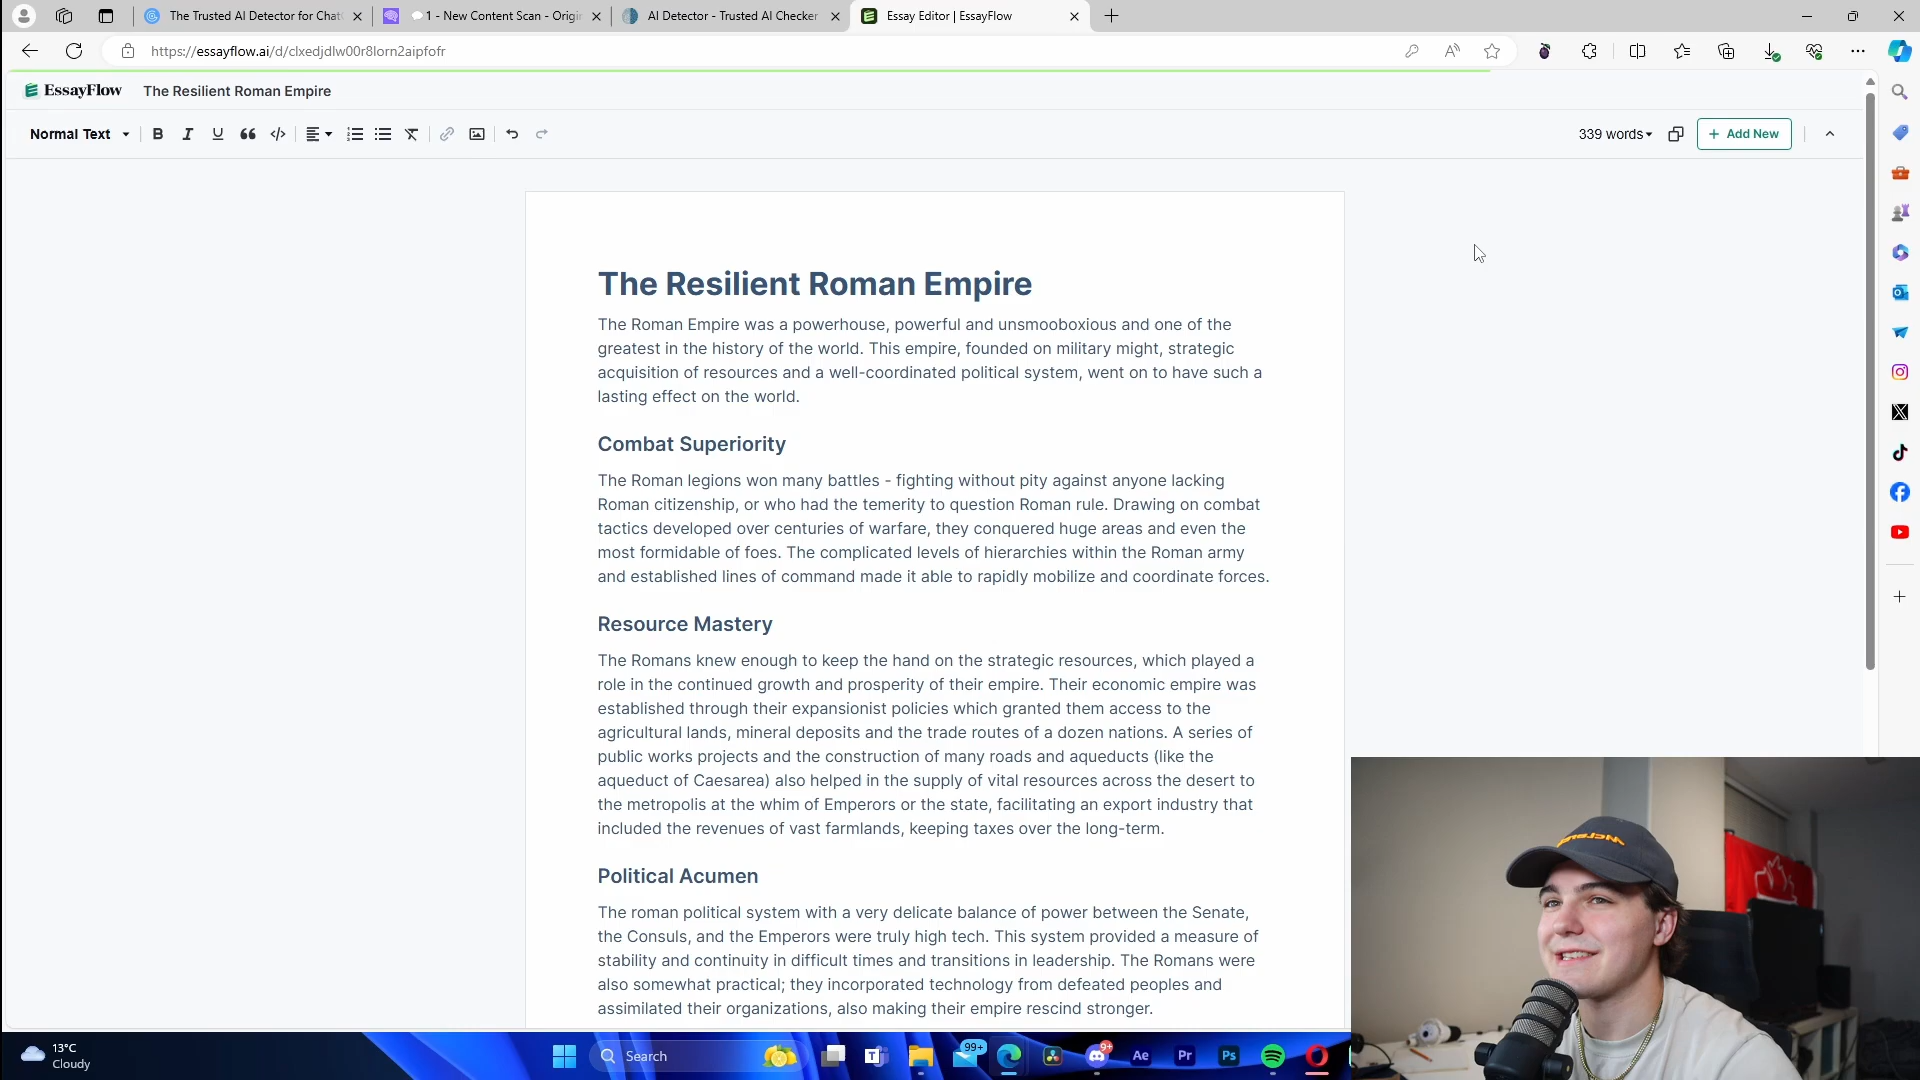 The Trusted AI Detector for Chat
1 - New Content Scan - Origin
AI Detector - Trusted AI Checker
Essay Editor | EssayFlow
https://essayflow.ai/d/clxedjdlw00r8lorn2aipfofr
EssayFlow
The Resilient Roman Empire
Normal Text
339 words
Add New
The Resilient Roman Empire
The Roman Empire was a powerhouse, powerful and unsmooboxious and one of the
greatest in the history of the world. This empire, founded on military might, strategic
acquisition of resources and a well-coordinated political system, went on to have such a
lasting effect on the world.
Combat Superiority
The Roman legions won many battles - fighting without pity against anyone lacking
Roman citizenship, or who had the temerity to question Roman rule. Drawing on combat
tactics developed over centuries of warfare, they conquered huge areas and even the
most formidable of foes. The complicated levels of hierarchies within the Roman army
and established lines of command made it able to rapidly mobilize and coordinate forces.
Resource Mastery
The Romans knew enough to keep the hand on the strategic resources, which played a
role in the continued growth and prosperity of their empire. Their economic empire was
established through their expansionist policies which granted them access to the
agricultural lands, mineral deposits and the trade routes of a dozen nations. A series of
public works projects and the construction of many roads and aqueducts (like the
aqueduct of Caesarea) also helped in the supply of vital resources across the desert to
the metropolis at the whim of Emperors or the state, facilitating an export industry that
included the revenues of vast farmlands, keeping taxes over the long-term.
Political Acumen
The roman political system with a very delicate balance of power between the Senate,
the Consuls, and the Emperors were truly high tech. This system provided a measure of
stability and continuity in difficult times and transitions in leadership. The Romans were
also somewhat practical; they incorporated technology from defeated peoples and
assimilated their organizations, also making their empire rescind stronger.
13°C
Cloudy
Search
99+
9+
Ae
Pr
Ps